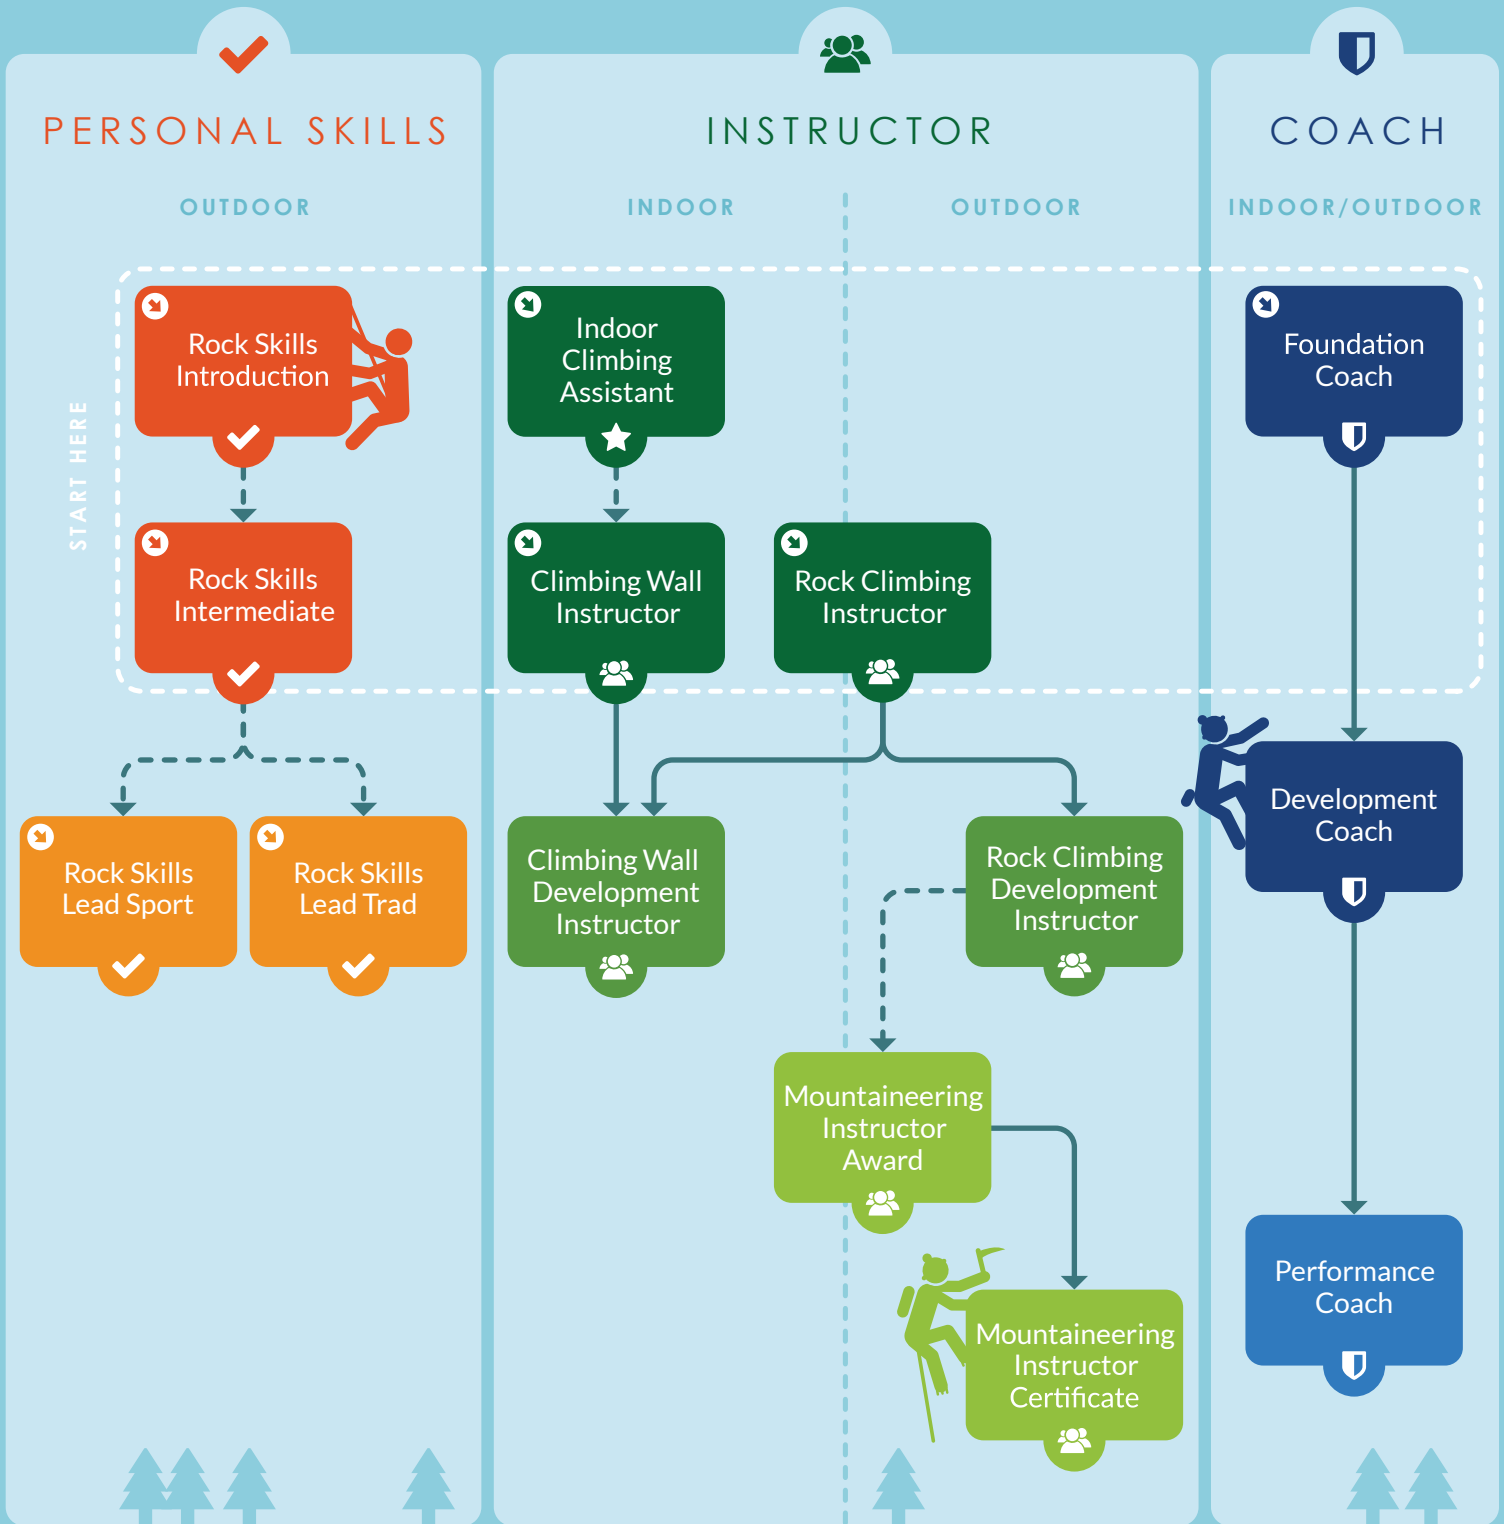 PERSONAL SKILLS
INSTRUCTOR
COACH
OUTDOOR
INDOOR
OUTDOOR
INDOOR/OUTDOOR
START HERE
Rock Skills
Introduction
Indoor
Climbing
Assistant
Foundation
Coach
Rock Skills
Intermediate
Climbing Wall
Instructor
Rock Climbing
Instructor
Development
Coach
Rock Skills
Lead Sport
Rock Skills
Lead Trad
Climbing Wall
Development
Instructor
Rock Climbing
Development
Instructor
Mountaineering
Instructor
Award
Performance
Coach
Mountaineering
Instructor
Certificate